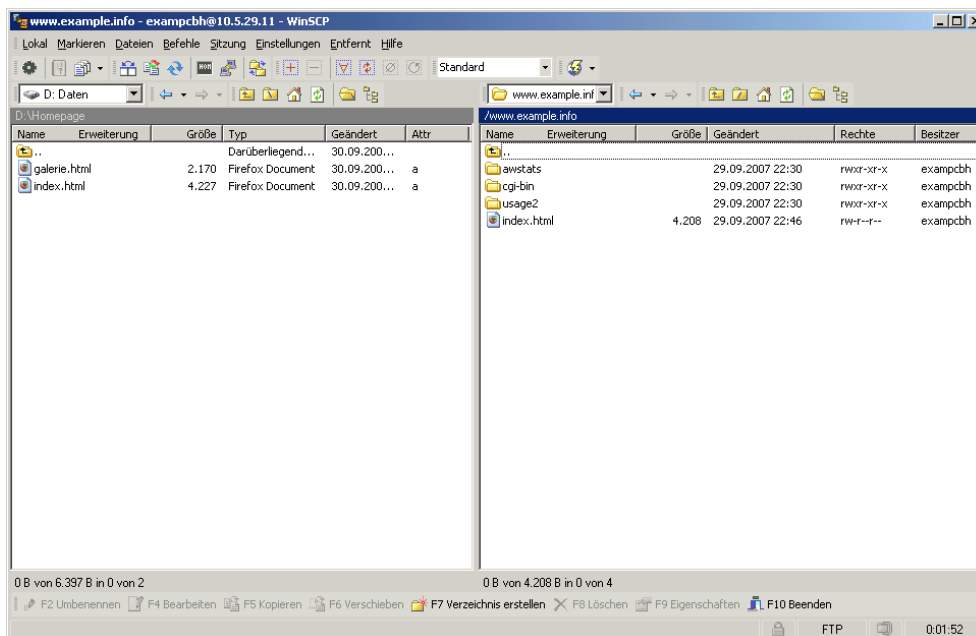 www.example.info - exampcbh@10.5.29.11 - WinSCP
Lokal Markieren Dateien Befehle Sitzung Einstellungen Entfernt Hilfe
Standard
D: Daten
www.example.inf
D:\Homepage
Name Erweiterung Größe Typ Geändert Attr
.. Darüberliegend... 30.09.200...
galerie.html 2.170 Firefox Document 30.09.200... a
index.html 4.227 Firefox Document 30.09.200... a
0 B von 6.397 B in 0 von 2
/www.example.info
Name Erweiterung Größe Geändert Rechte Besitzer
..
awstats 29.09.2007 22:30 rwxr-xr-x exampcbh
cgi-bin 29.09.2007 22:30 rwxr-xr-x exampcbh
usage2 29.09.2007 22:30 rwxr-xr-x exampcbh
index.html 4.208 29.09.2007 22:46 rw-r--r-- exampcbh
0 B von 4.208 B in 0 von 4
F2 Umbenennen F4 Bearbeiten F5 Kopieren F6 Verschieben F7 Verzeichnis erstellen F8 Löschen F9 Eigenschaften F10 Beenden
FTP 0:01:52